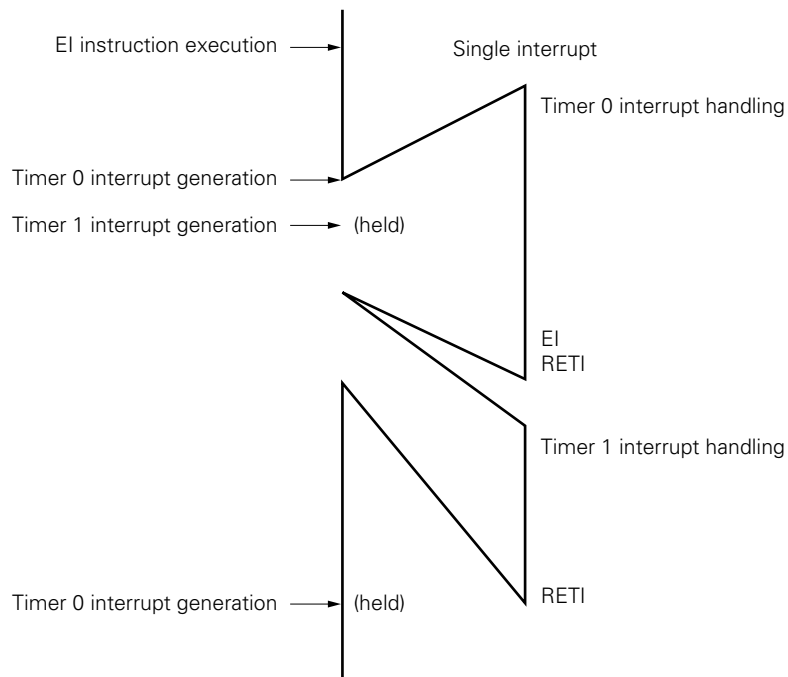 EI instruction execution
Single interrupt
Timer 0 interrupt handling
Timer 0 interrupt generation
Timer 1 interrupt generation
(held)
EI
RETI
Timer 1 interrupt handling
Timer 0 interrupt generation
(held)
RETI